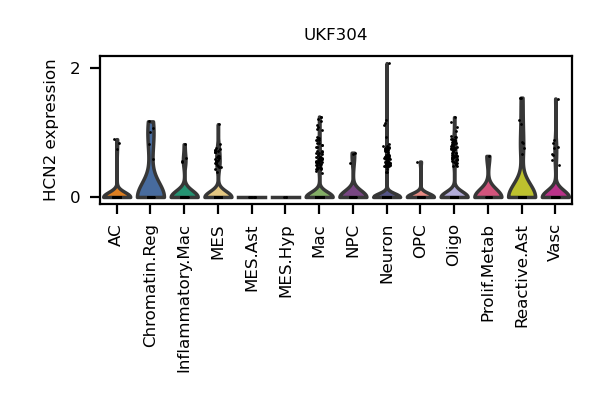 UKF304
HCN2 expression
2
0
AC
Chromatin.Reg
Inflammatory.Mac
MES
MES.Ast
MES.Hyp
Mac
NPC
Neuron
OPC
Oligo
Prolif.Metab
Reactive.Ast
Vasc